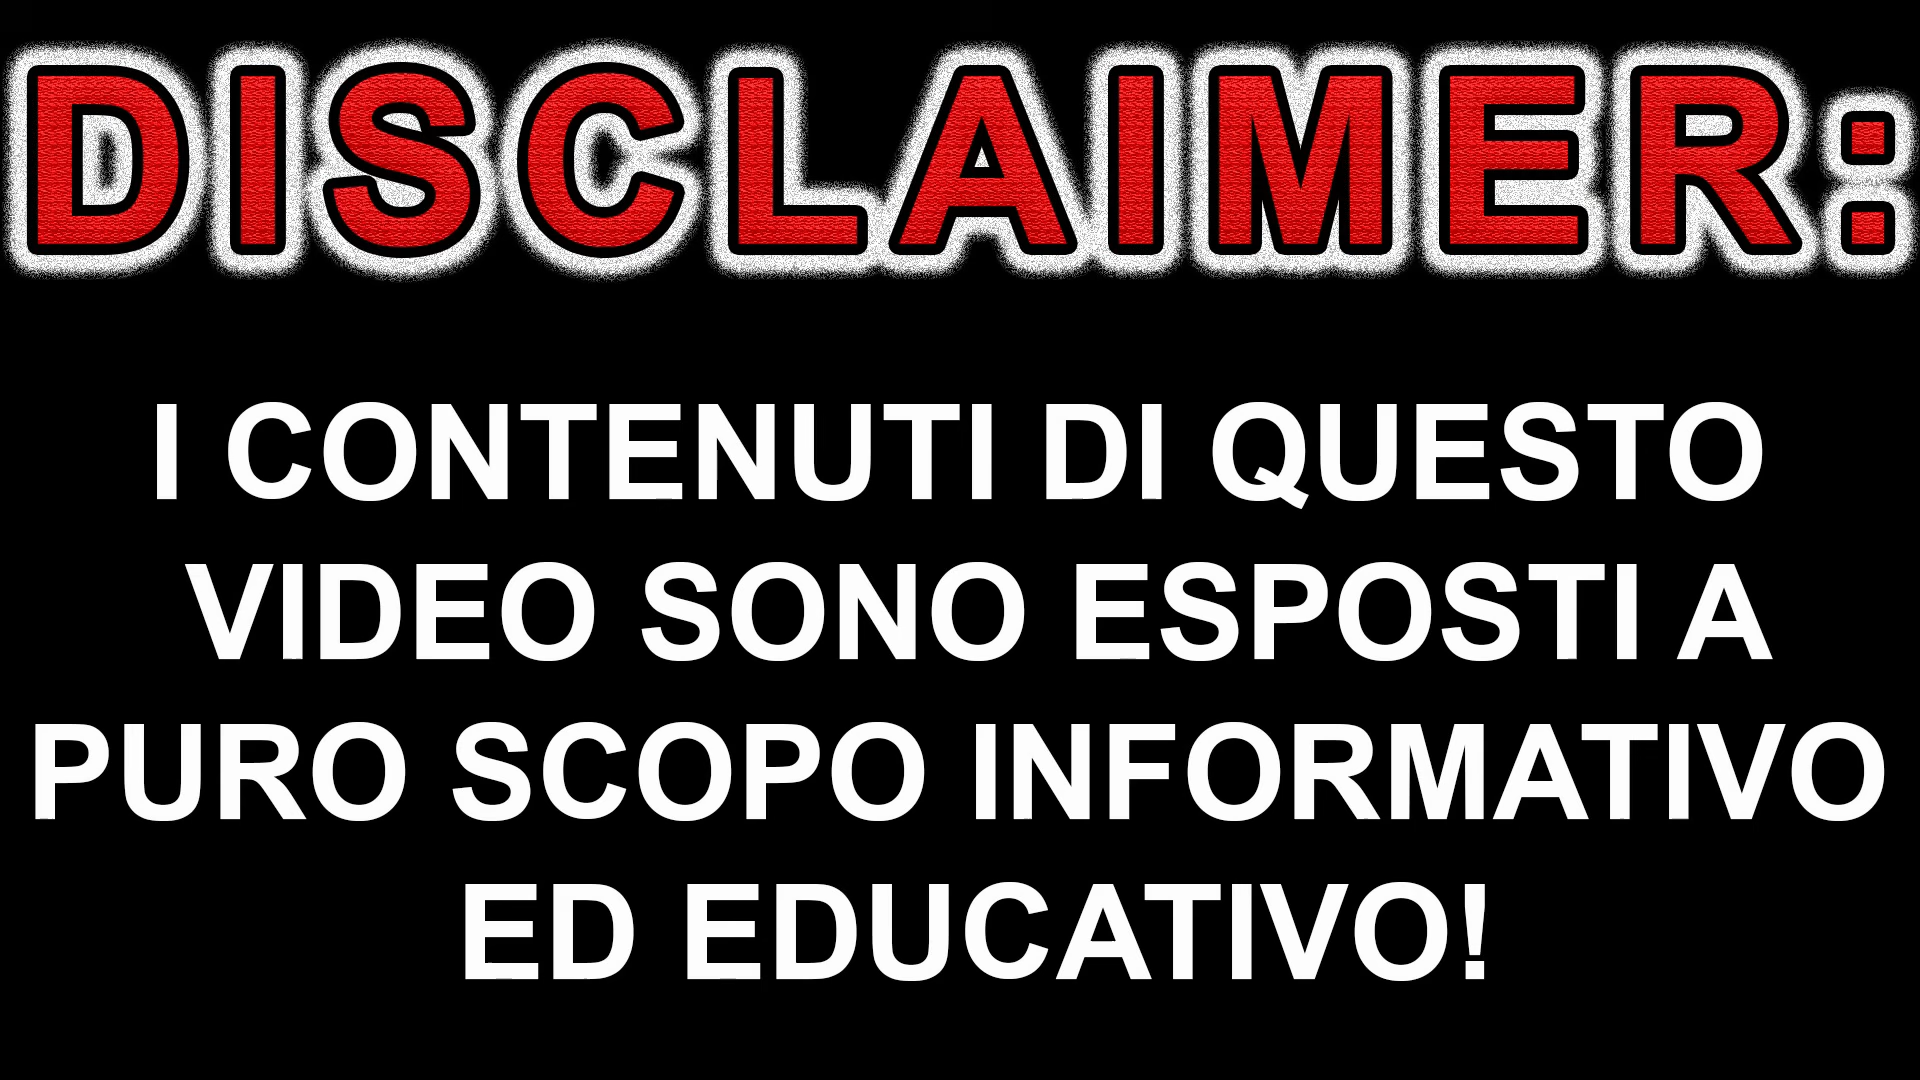 DISCLAIMER:
I CONTENUTI DI QUESTO
VIDEO SONO ESPOSTI A
PURO SCOPO INFORMATIVO
ED EDUCATIVO!